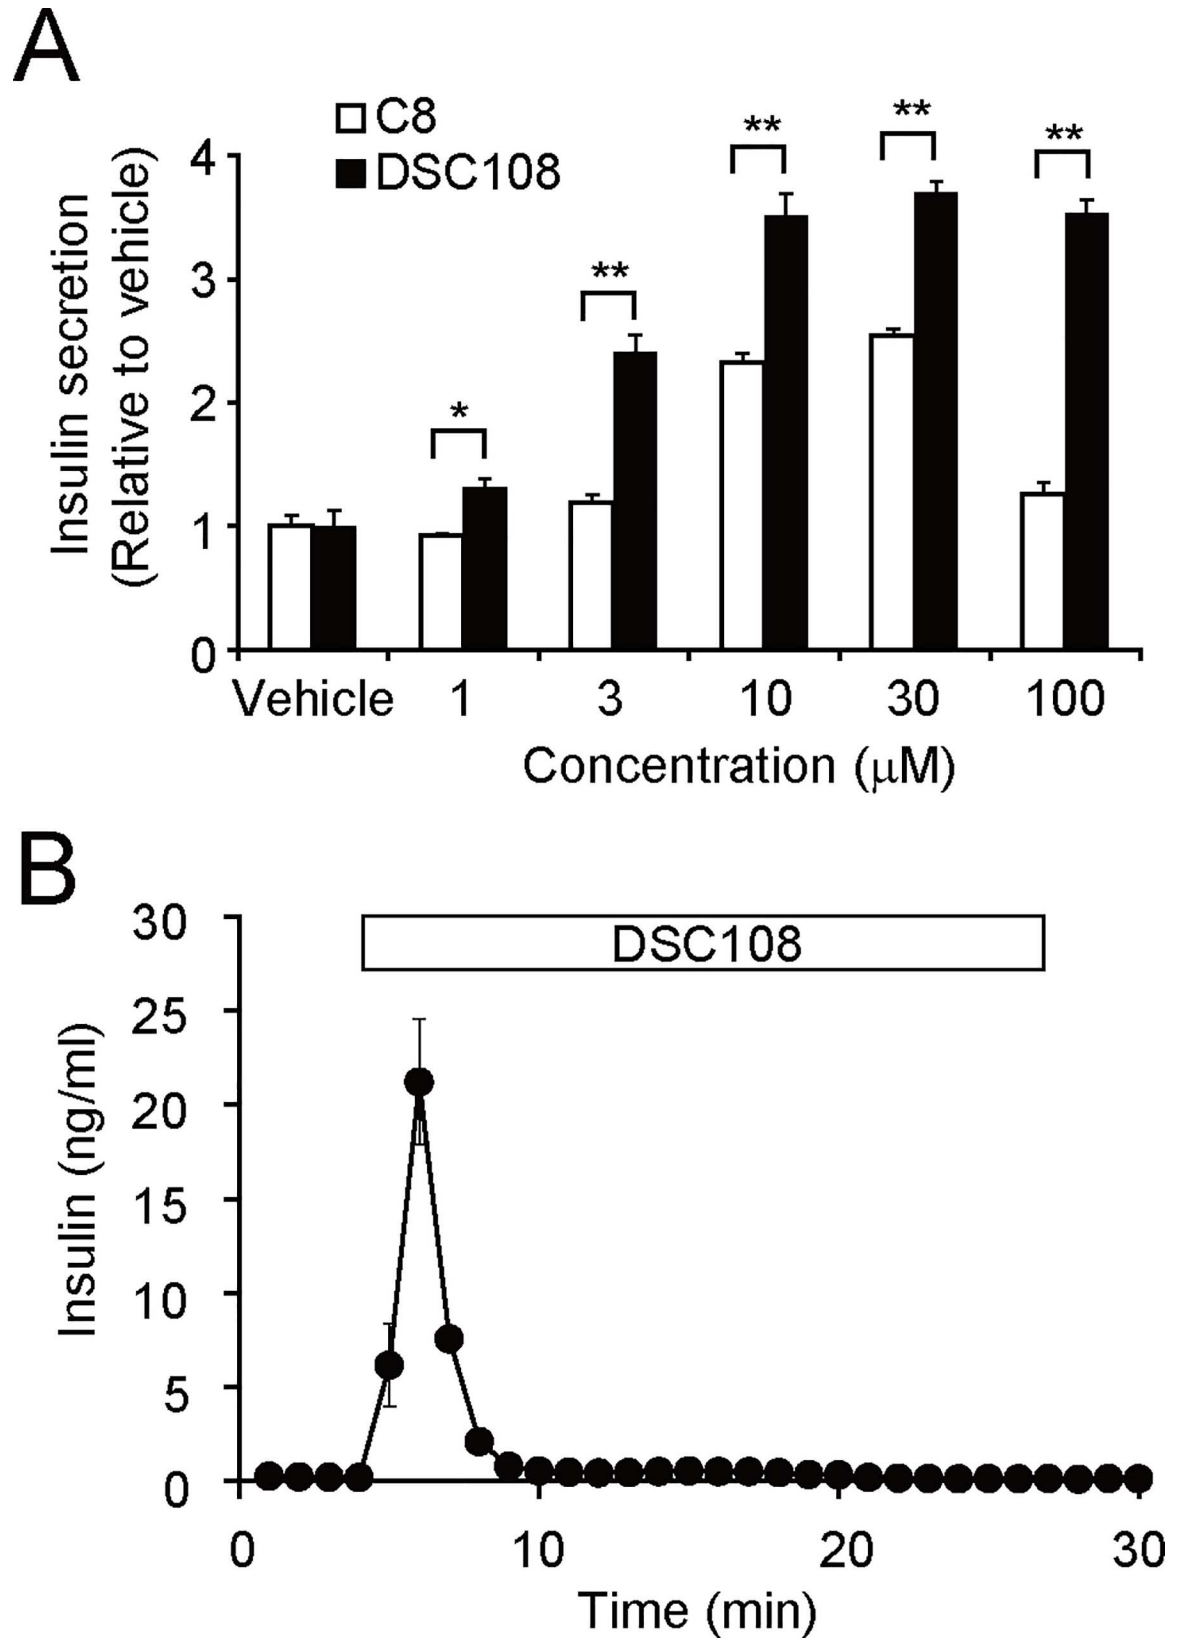 A
C8
DSC108
Insulin secretion
(Relative to vehicle)
4
3
2
1
0
*
**
**
**
**
Vehicle 1 3 10 30 100
Concentration (μM)
B
DSC108
Insulin (ng/ml)
30
25
20
15
10
5
0
0 10 20 30
Time (min)